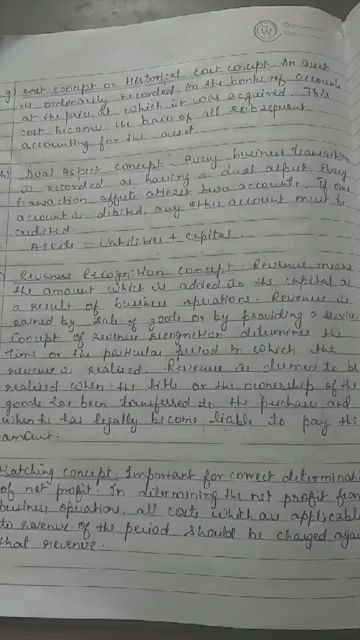 g) Cost concept or Historical cost concept: An asset
is ordinarily recorded in the books of account
at the price at which it was acquired. This
cost became the basis of all subsequent
accounting for the asset.
Dual Aspect Concept: Every business transaction
is recorded as having a dual aspect. Every
transaction affects atleast two accounts. If one
account is debited, any other account must be
credited.
Assets = Liabilities + Capital.
Revenue Recognition Concept - Revenue means
the amount which is added to the capital as
a result of business operations. Revenue is
earned by sale of goods or by providing a service.
Concept of revenue recognition determines the
time or the particular period in which the
revenue is realised. Revenue is deemed to be
realised when the title or the ownership of the
goods has been transferred to the purchaser and
when he has legally become liable to pay the
amount.
Matching Concept. Important for correct determinati
of net profit. In determining the net profit from
business operations, all costs which are applicable
to revenue of the period should be charged again
that revenue.